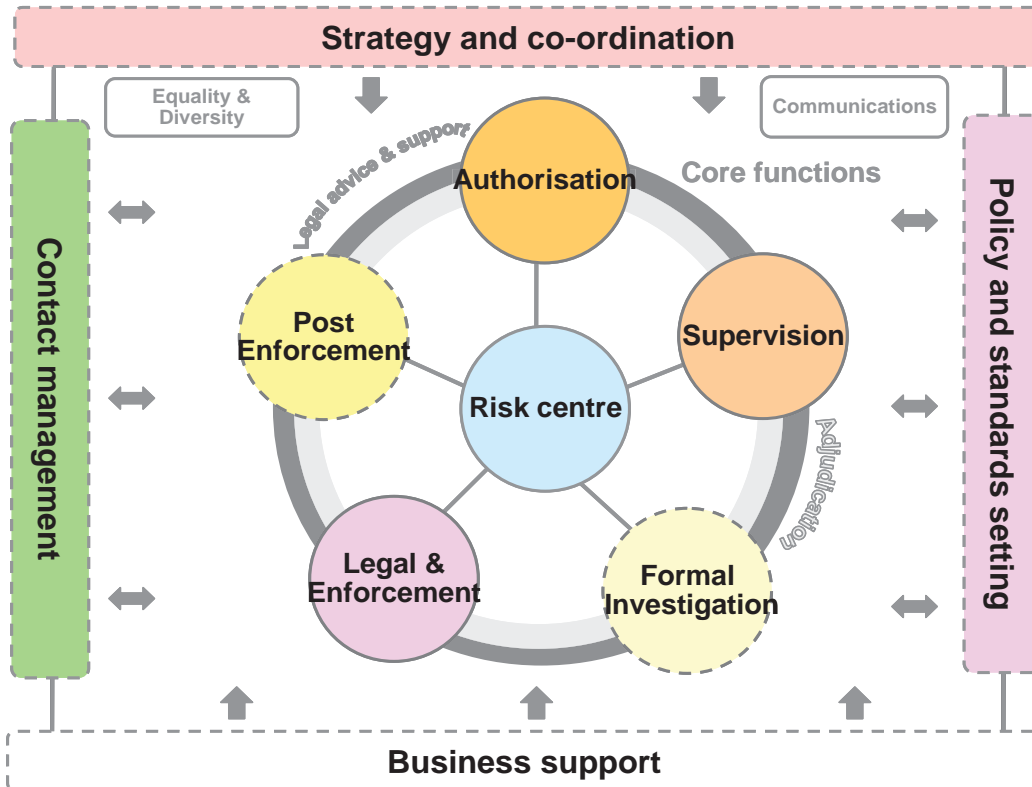 Strategy and co-ordination
Equality &
Diversity
Communications
Legal advice & support
Authorisation
Core functions
Contact management
Policy and standards setting
Post
Enforcement
Supervision
Risk centre
Adjudication
Legal &
Enforcement
Formal
Investigation
Business support